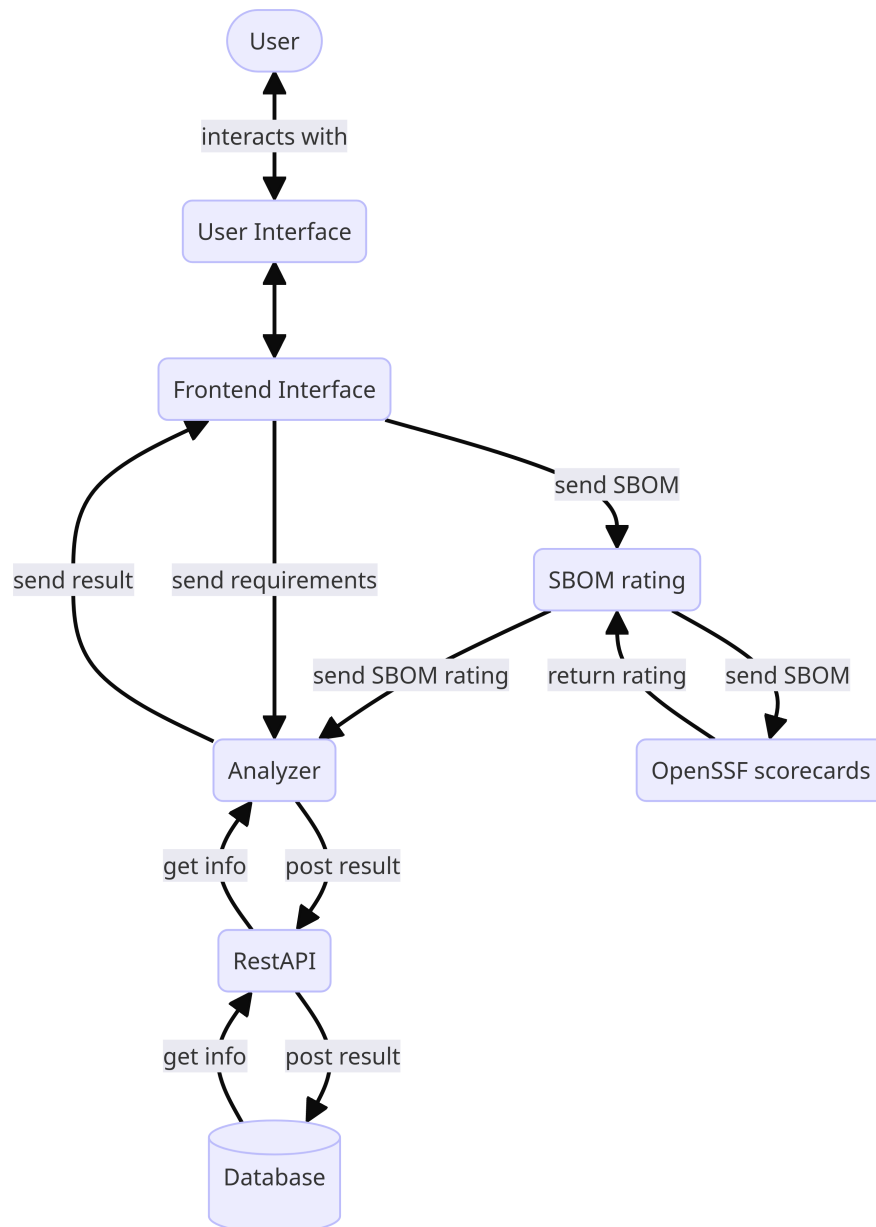 User
interacts with
User Interface
Frontend Interface
send SBOM
send result
send requirements
SBOM rating
send SBOM rating
return rating
send SBOM
Analyzer
OpenSSF scorecards
get info
post result
RestAPI
get info
post result
Database